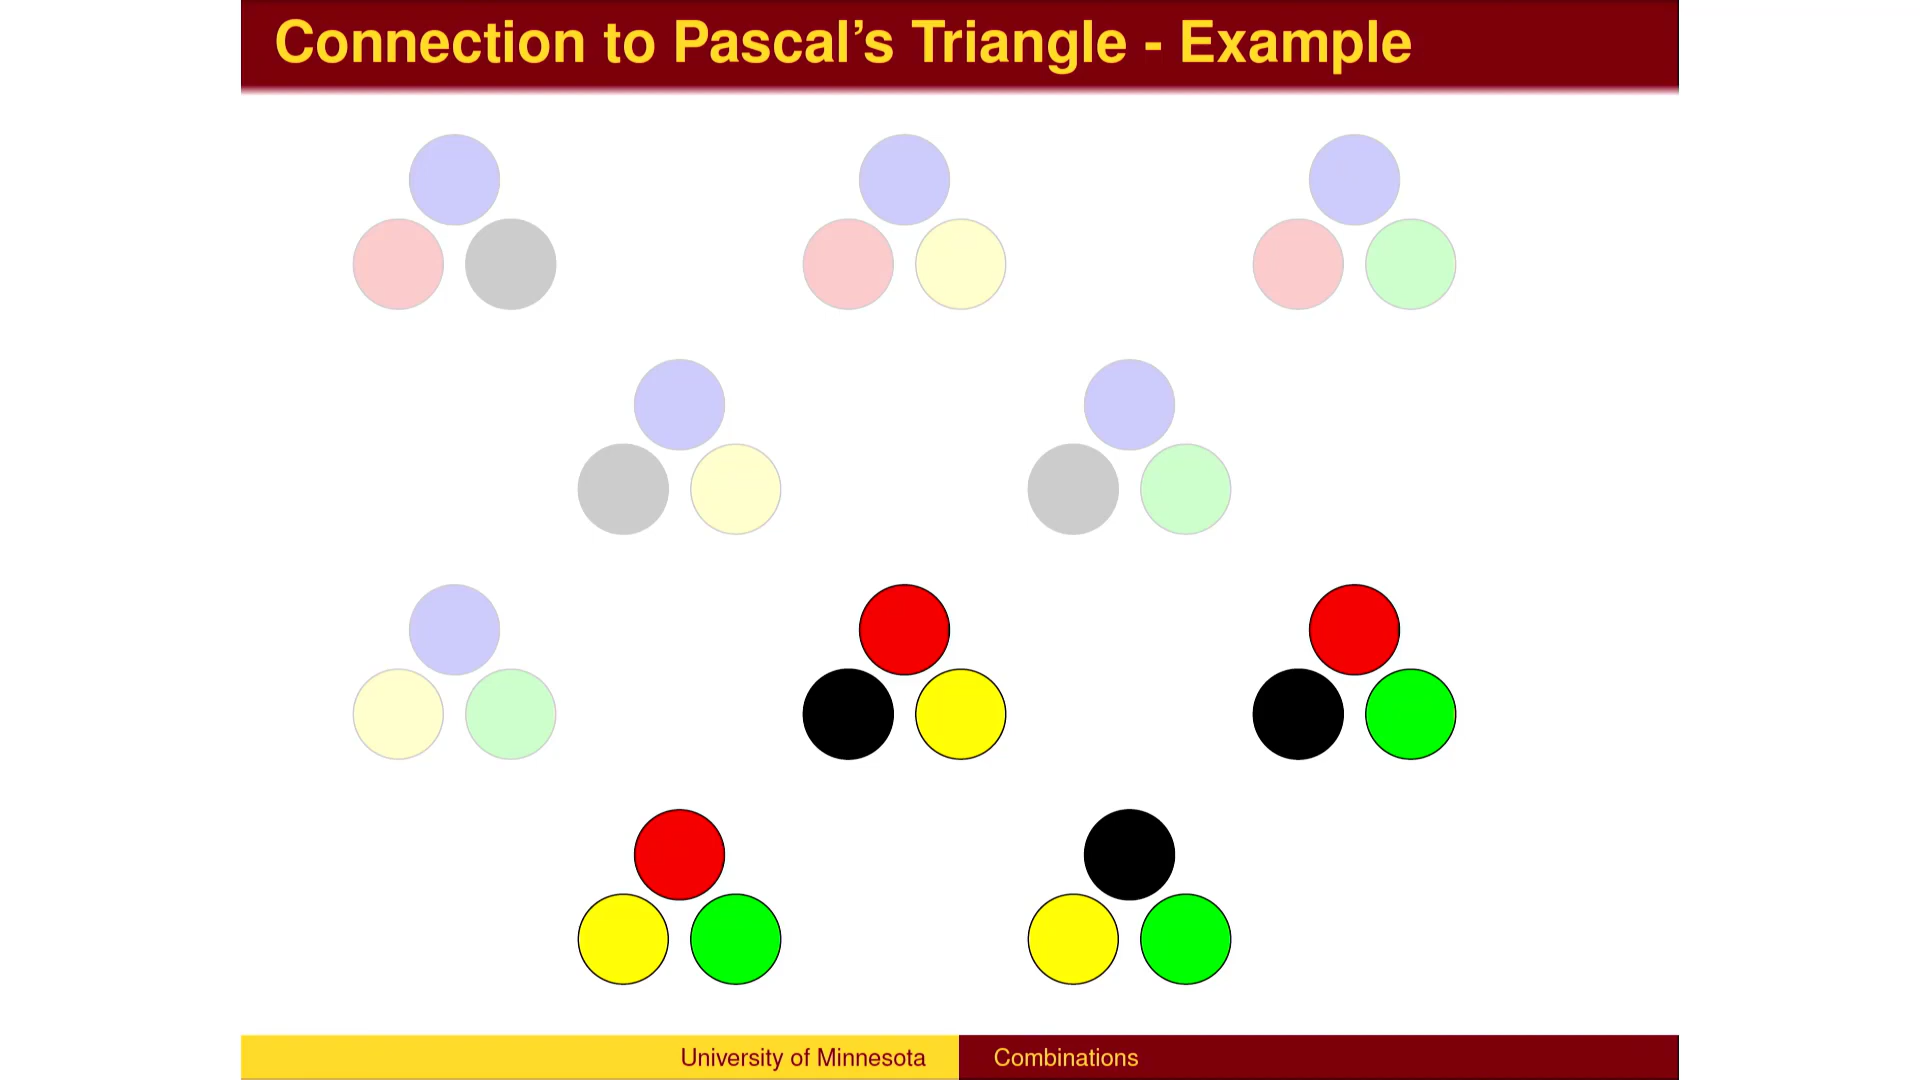 Connection to Pascal's Triangle - Example
University of Minnesota
Combinations